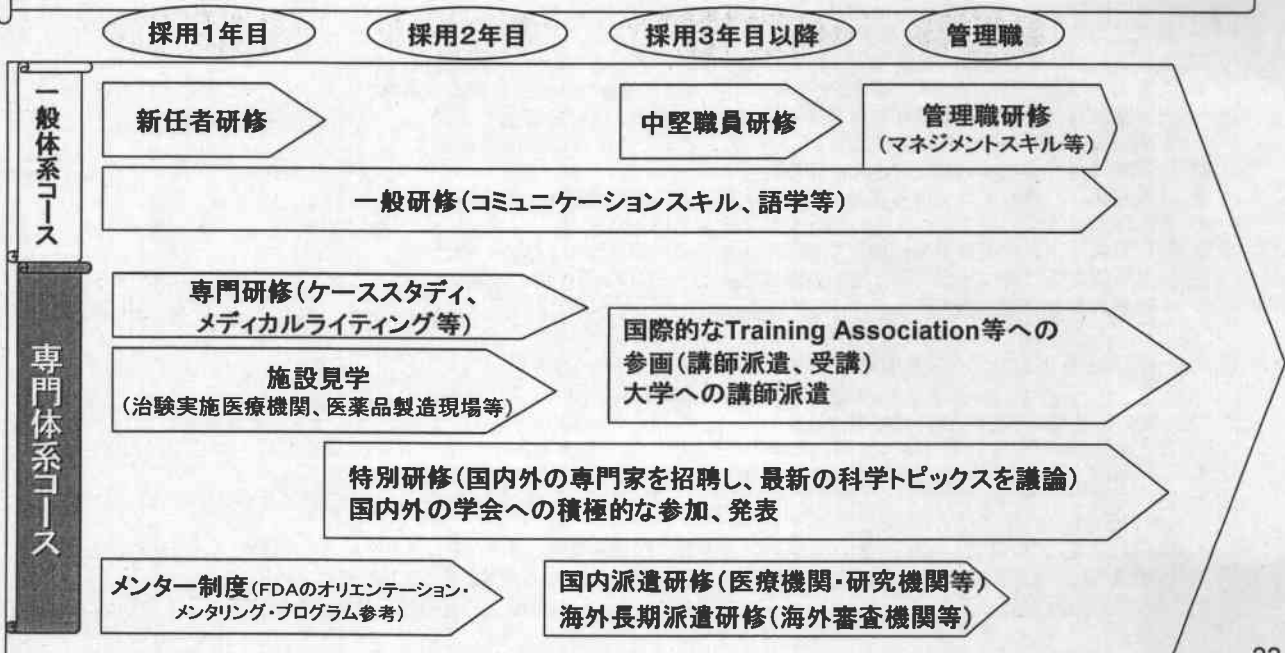 採用1年目
採用2年目
採用3年目以降
管理職
一般体系コース
新任者研修
中堅職員研修
管理職研修
(マネジメントスキル等)
一般研修(コミュニケーションスキル、語学等)
専門体系コース
専門研修(ケーススタディ、
メディカルライティング等)
施設見学
(治験実施医療機関、医薬品製造現場等)
国際的なTraining Association等への
参画(講師派遣、受講)
大学への講師派遣
特別研修(国内外の専門家を招聘し、最新の科学トピックスを議論)
国内外の学会への積極的な参加、発表
メンター制度(FDAのオリエンテーション・
メンタリング・プログラム参考)
国内派遣研修(医療機関・研究機関等)
海外長期派遣研修(海外審査機関等)